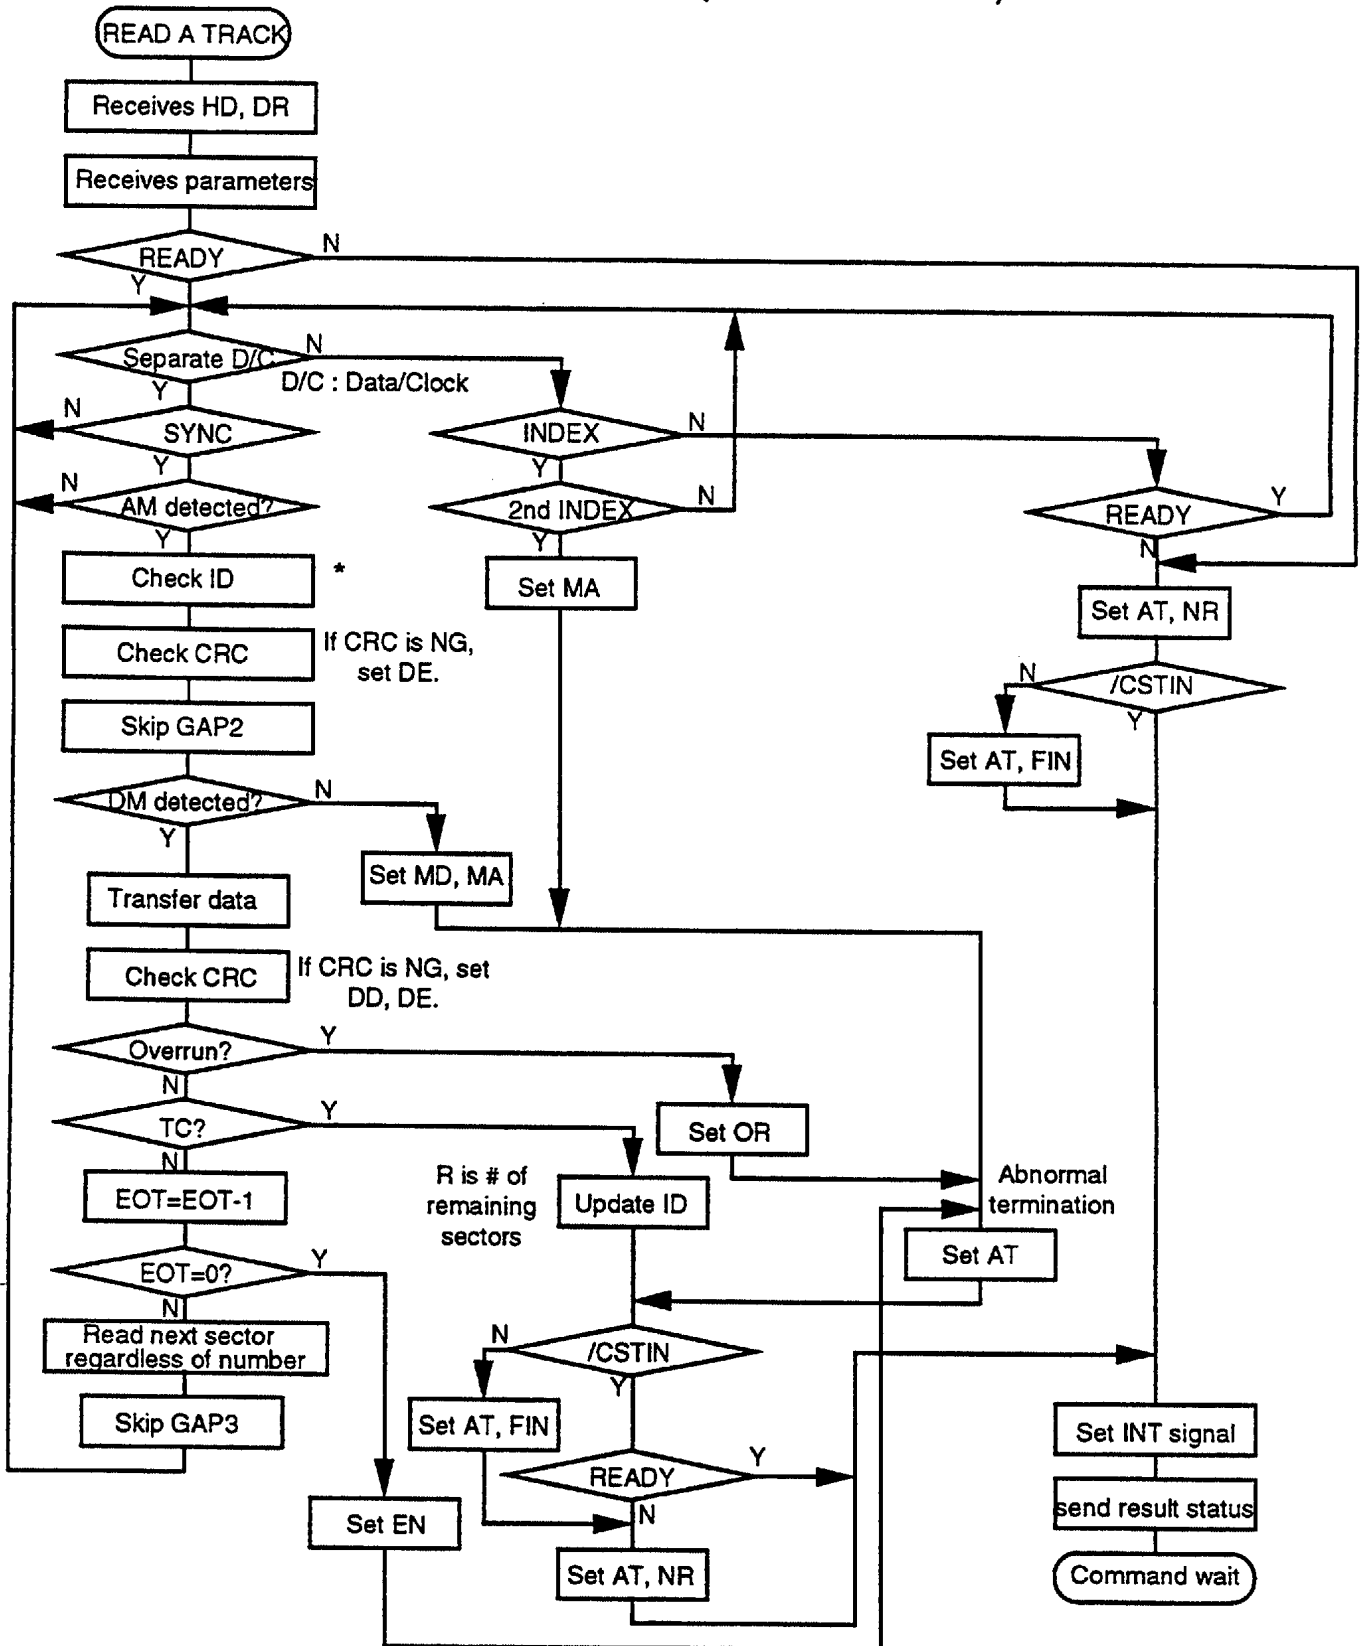 READ A TRACK
Receives HD, DR
Receives parameters
READY
N
Y
Separate D/C
N
D/C : Data/Clock
Y
N
SYNC
Y
N
AM detected?
Y
INDEX
N
Y
2nd INDEX
N
Y
Set MA
READY
Y
N
Check ID
*
Set AT, NR
Check CRC
If CRC is NG,
set DE.
N
/CSTIN
Y
Skip GAP2
Set AT, FIN
DM detected?
N
Y
Set MD, MA
Transfer data
Check CRC
If CRC is NG, set
DD, DE.
Overrun?
Y
N
Set OR
TC?
Y
N
R is # of
remaining
sectors
Update ID
Abnormal
termination
EOT=EOT-1
Set AT
EOT=0?
Y
N
Read next sector
regardless of number
N
/CSTIN
Y
Skip GAP3
Set AT, FIN
Set INT signal
READY
Y
N
send result status
Set EN
Set AT, NR
Command wait